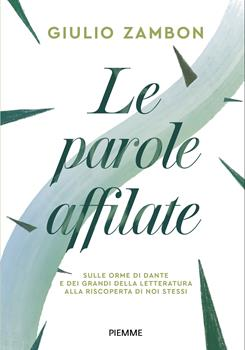 GIULIO ZAMBON
Le
parole
affilate
SULLE ORME DI DANTE
E DEI GRANDI DELLA LETTERATURA
ALLA RISCOPERTA DI NOI STESSI
PIEMME